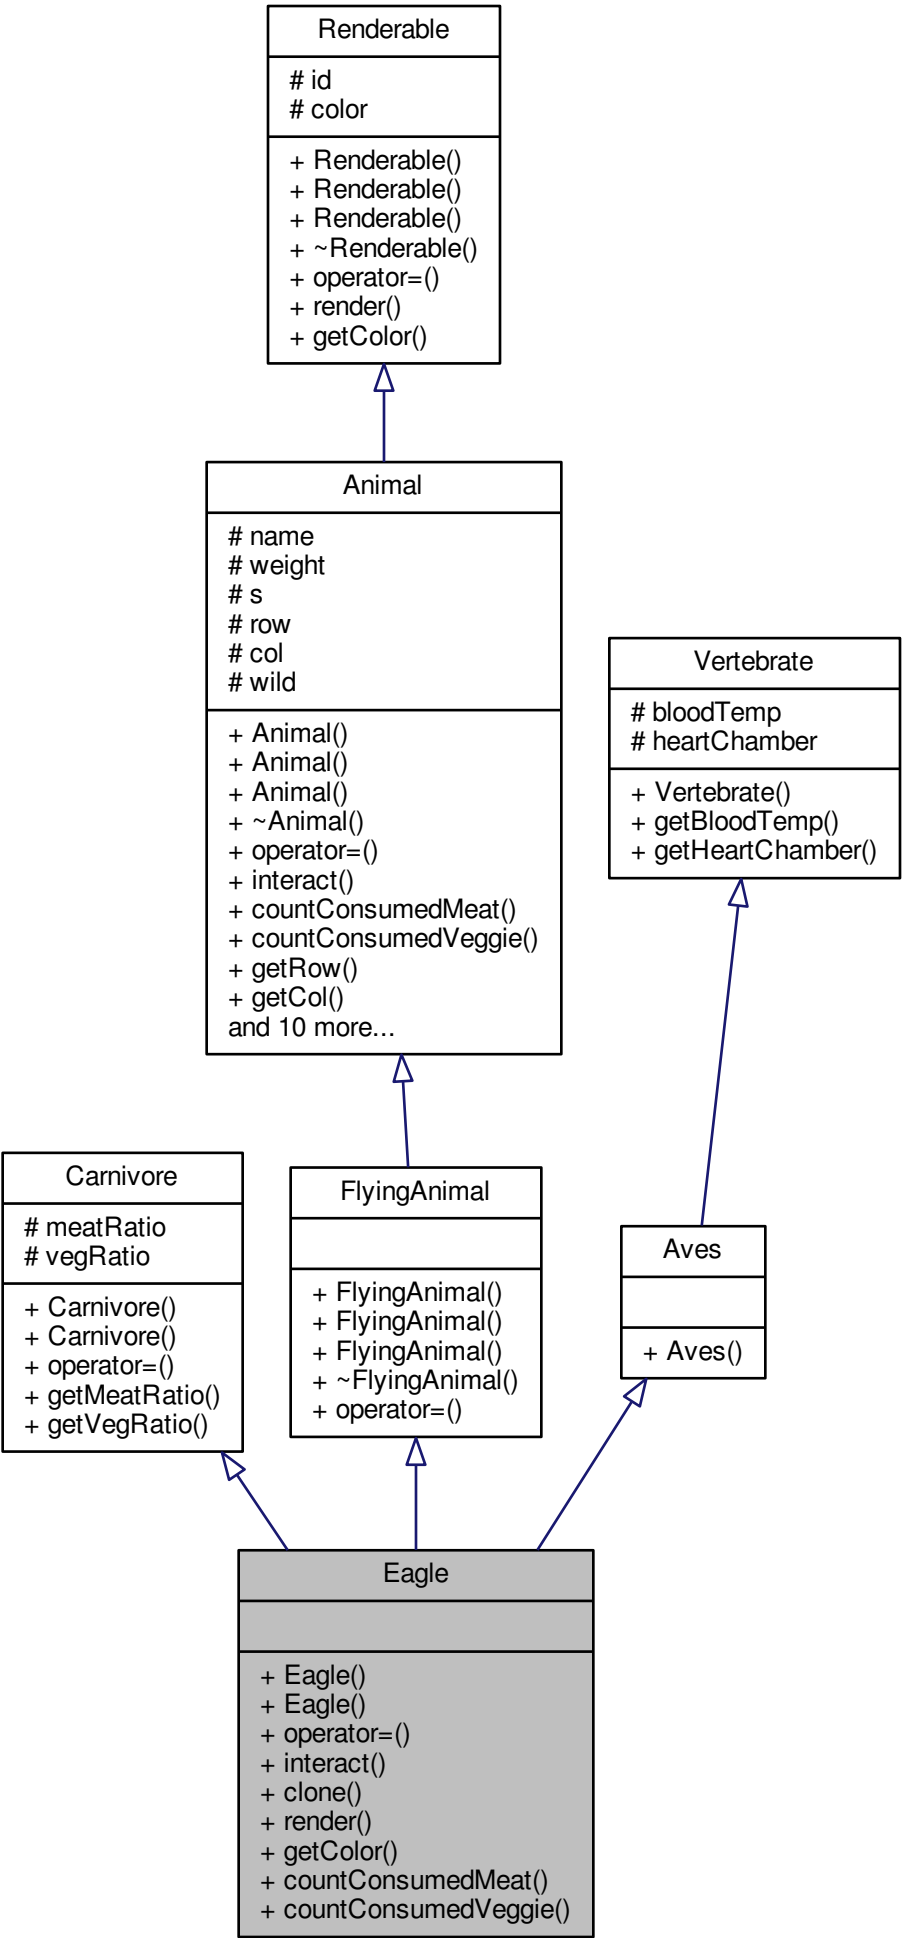 Renderable
# id
# color
+ Renderable()
+ Renderable()
+ Renderable()
+ ~Renderable()
+ operator=()
+ render()
+ getColor()
Animal
# name
# weight
# s
# row
# col
# wild
+ Animal()
+ Animal()
+ Animal()
+ ~Animal()
+ operator=()
+ interact()
+ countConsumedMeat()
+ countConsumedVeggie()
+ getRow()
+ getCol()
and 10 more...
Vertebrate
# bloodTemp
# heartChamber
+ Vertebrate()
+ getBloodTemp()
+ getHeartChamber()
Carnivore
# meatRatio
# vegRatio
+ Carnivore()
+ Carnivore()
+ operator=()
+ getMeatRatio()
+ getVegRatio()
FlyingAnimal
+ FlyingAnimal()
+ FlyingAnimal()
+ FlyingAnimal()
+ ~FlyingAnimal()
+ operator=()
Aves
+ Aves()
Eagle
+ Eagle()
+ Eagle()
+ operator=()
+ interact()
+ clone()
+ render()
+ getColor()
+ countConsumedMeat()
+ countConsumedVeggie()